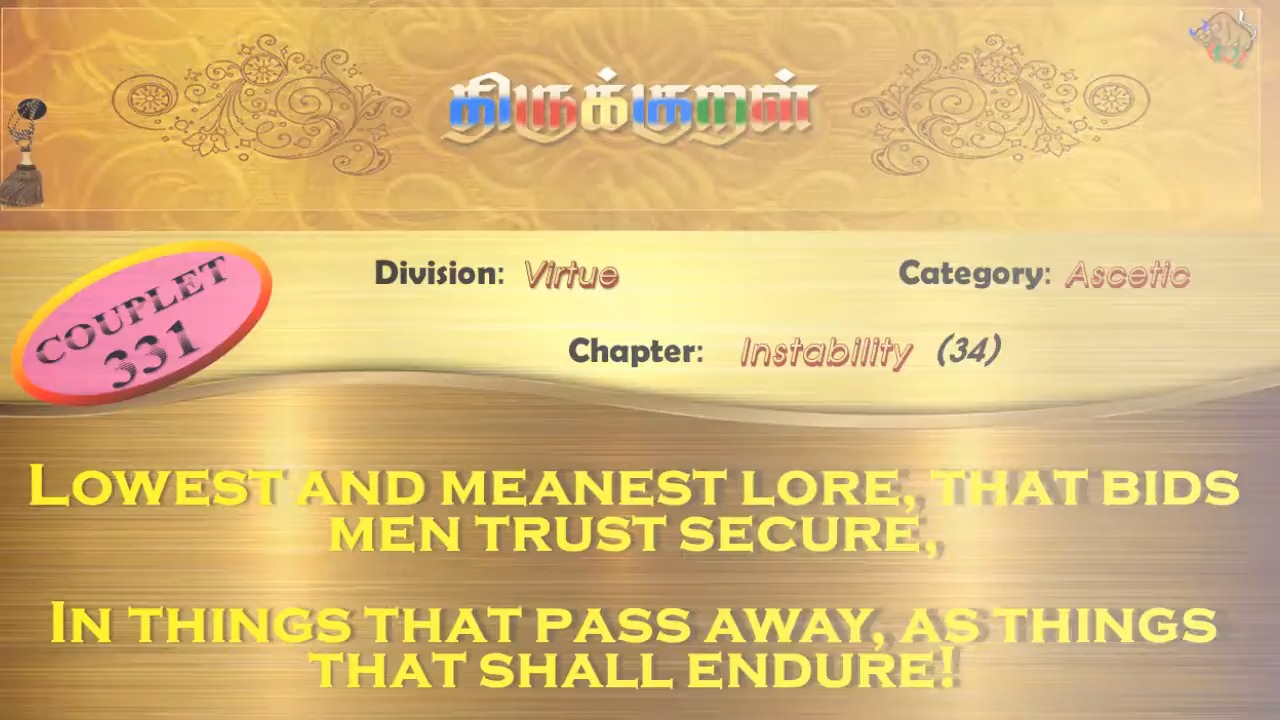 திருக்குறள்
COUPLET
331
Division: Virtue
Category: Ascetic
Chapter: Instability (34)
LOWEST AND MEANEST LORE, THAT BIDS
MEN TRUST SECURE,
IN THINGS THAT PASS AWAY, AS THINGS
THAT SHALL ENDURE!